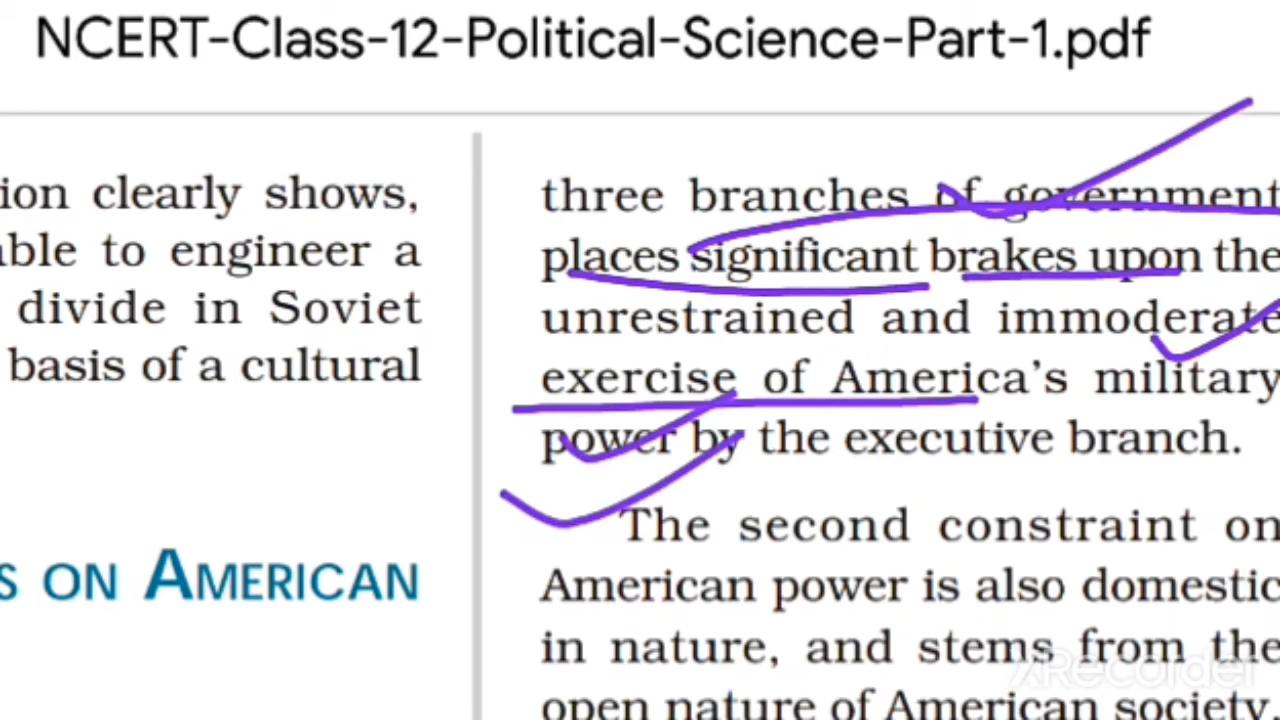 NCERT-Class-12-Political-Science-Part-1.pdf
ion clearly shows,
able to engineer a
divide in Soviet
basis of a cultural
S ON AMERICAN
three branches of government
places significant brakes upon the
unrestrained and immoderate
exercise of America's military
power by the executive branch.
The second constraint on
American power is also domestic
in nature, and stems from the
open nature of American society.
XRecorder